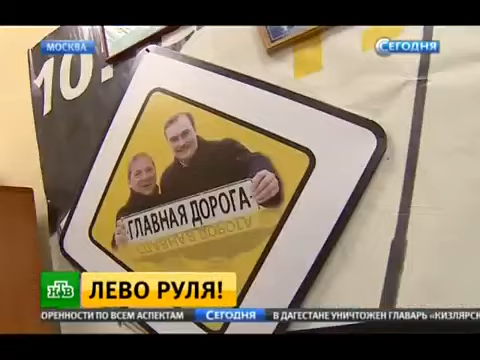 МОСКВА
СЕГОДНЯ
10
ГЛАВНАЯ ДОРОГА
НТВ
ЛЕВО РУЛЯ!
ОРЕННОСТИ ПО ВСЕМ АСПЕКТАМ СЕГОДНЯ В ДАГЕСТАНЕ УНИЧТОЖЕН ГЛАВАРЬ «КИЗЛЯРСК